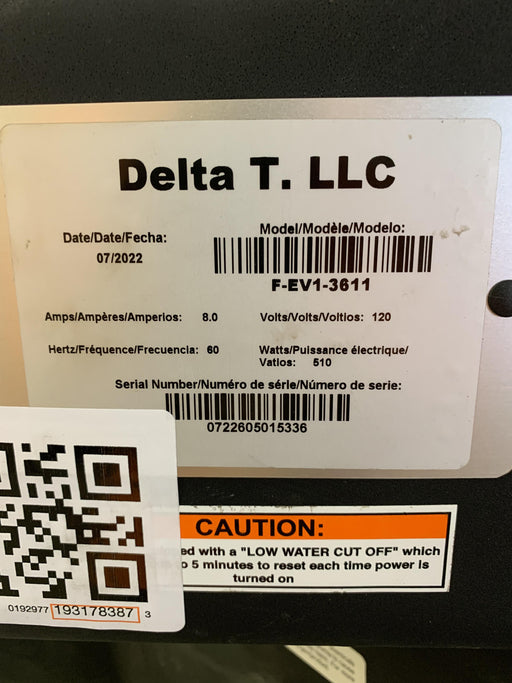 Delta T. LLC
Date/Date/Fecha:
07/2022
Model/Modèle/Modelo:
F-EV1-3611
Amps/Ampères/Amperios: 8.0
Volts/Volts/Voltios: 120
Hertz/Fréquence/Frecuencia: 60
Watts/Puissance électrique/
Vatios: 510
Serial Number/Numéro de série/Número de serie:
0722605015336
CAUTION:
with a "LOW WATER CUT OFF" which
5 minutes to reset each time power is
turned on
0192977 193178387 3